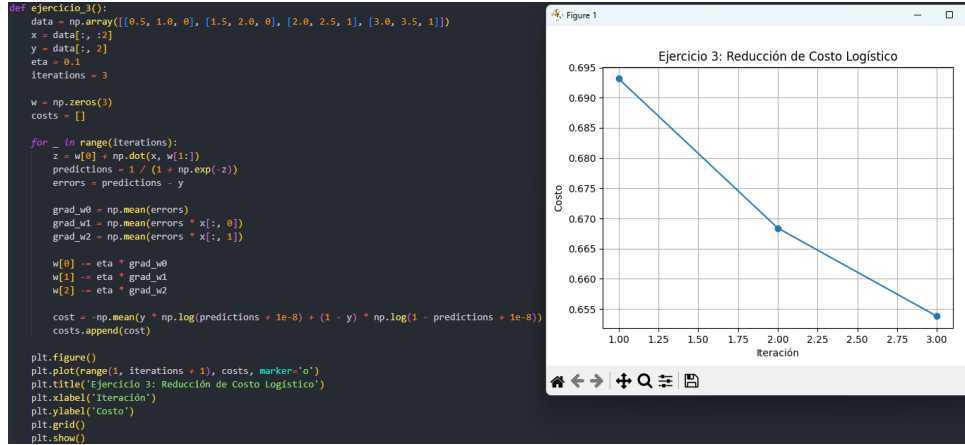 def ejercicio_3():
    data = np.array([[0.5, 1.0, 0], [1.5, 2.0, 0], [2.0, 2.5, 1], [3.0, 3.5, 1]])
    x = data[:, :2]
    y = data[:, 2]
    eta = 0.1
    iterations = 3
    w = np.zeros(3)
    costs = []
    for _ in range(iterations):
        z = w[0] + np.dot(x, w[1:])
        predictions = 1 / (1 + np.exp(-z))
        errors = predictions - y
        grad_w0 = np.mean(errors)
        grad_w1 = np.mean(errors * x[:, 0])
        grad_w2 = np.mean(errors * x[:, 1])
        w[0] -= eta * grad_w0
        w[1] -= eta * grad_w1
        w[2] -= eta * grad_w2
        cost = -np.mean(y * np.log(predictions + 1e-8) + (1 - y) * np.log(1 - predictions + 1e-8))
        costs.append(cost)
    plt.figure()
    plt.plot(range(1, iterations + 1), costs, marker='o')
    plt.title('Ejercicio 3: Reducción de Costo Logístico')
    plt.xlabel('Iteración')
    plt.ylabel('Costo')
    plt.grid()
    plt.show()
Figure 1
Ejercicio 3: Reducción de Costo Logístico
0.695
0.690
0.685
0.680
0.675
0.670
0.665
0.660
0.655
Costo
1.00 1.25 1.50 1.75 2.00 2.25 2.50 2.75 3.00
Iteración